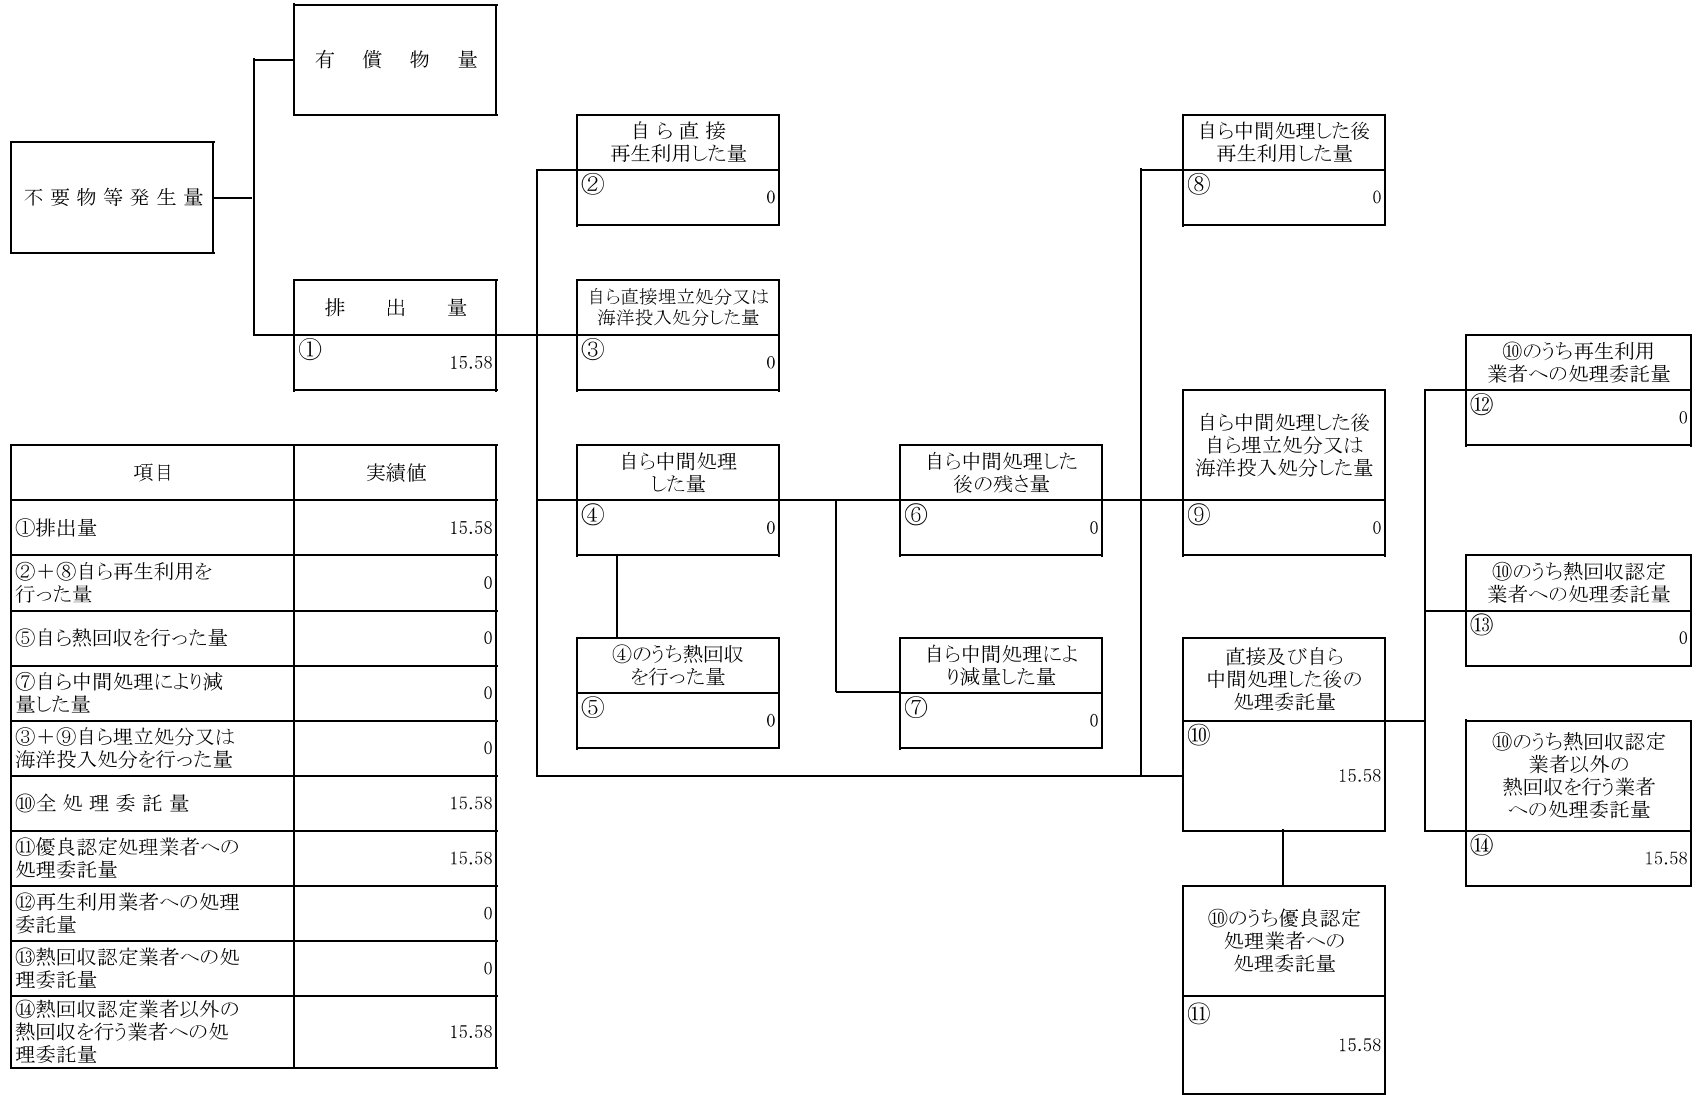 有償物量
不要物等発生量
排出量
①
15.58
自ら直接
再生利用した量
②
0
自ら直接埋立処分又は
海洋投入処分した量
③
0
自ら中間処理
した量
④
0
④のうち熱回収
を行った量
⑤
0
自ら中間処理した
後の残さ量
⑥
0
自ら中間処理によ
り減量した量
⑦
0
自ら中間処理した後
再生利用した量
⑧
0
自ら中間処理した後
自ら埋立処分又は
海洋投入処分した量
⑨
0
直接及び自ら
中間処理した後の
処理委託量
⑩
15.58
⑩のうち優良認定
処理業者への
処理委託量
⑪
15.58
⑩のうち再生利用
業者への処理委託量
⑫
0
⑩のうち熱回収認定
業者への処理委託量
⑬
0
⑩のうち熱回収認定
業者以外の
熱回収を行う業者
への処理委託量
⑭
15.58
項目 実績値
①排出量 15.58
②＋⑧自ら再生利用を
行った量 0
⑤自ら熱回収を行った量 0
⑦自ら中間処理により減
量した量 0
③＋⑨自ら埋立処分又は
海洋投入処分を行った量 0
⑩全処理委託量 15.58
⑪優良認定処理業者への
処理委託量 15.58
⑫再生利用業者への処理
委託量 0
⑬熱回収認定業者への処
理委託量 0
⑭熱回収認定業者以外の
熱回収を行う業者への処
理委託量 15.58